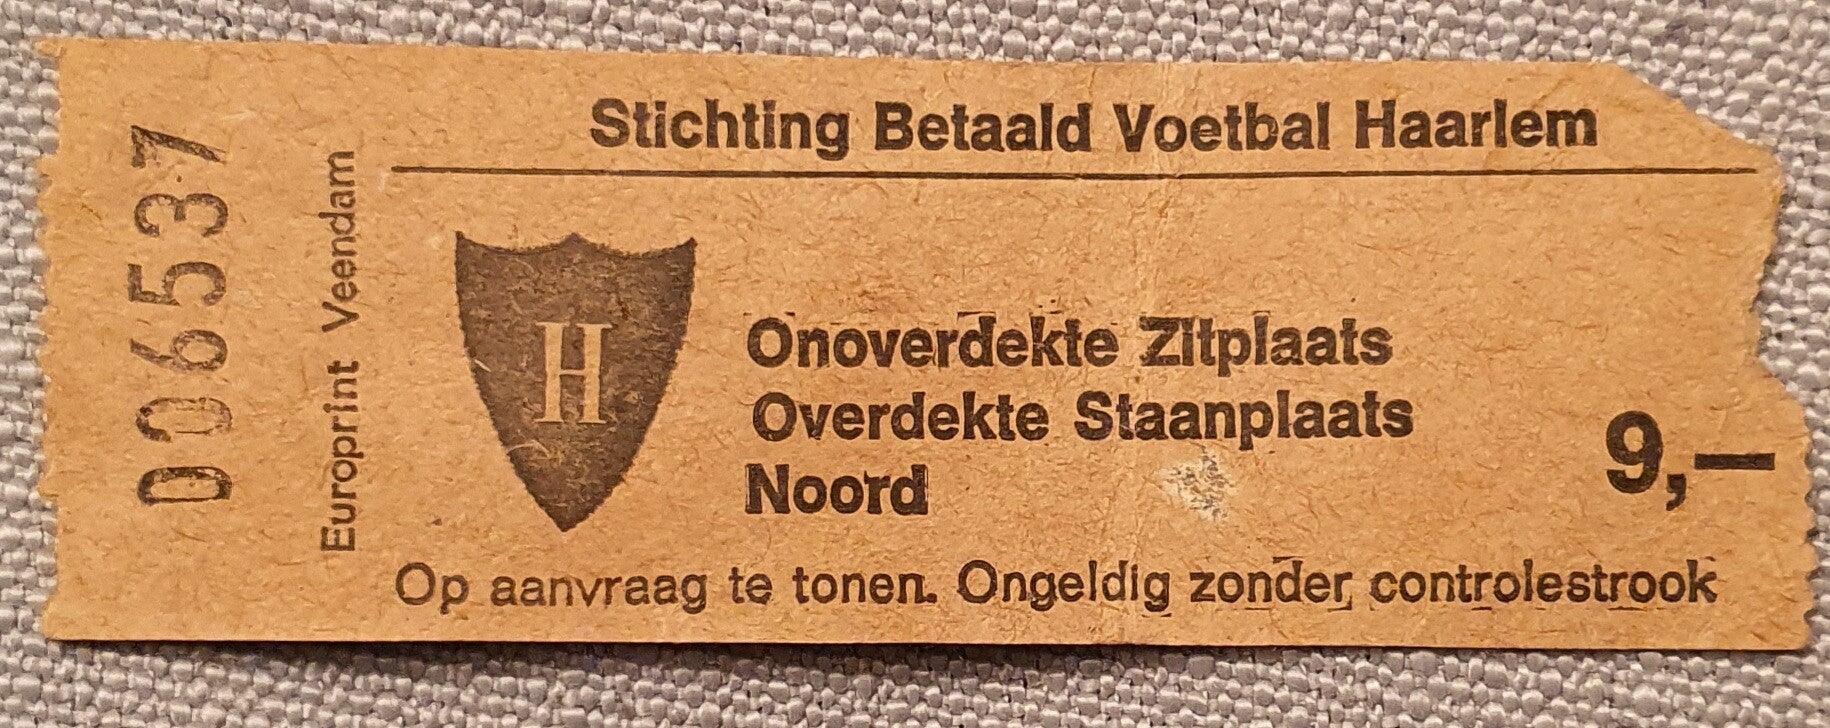 006537
Europrint Veendam
Stichting Betaald Voetbal Haarlem
H
Onoverdekte Zitplaats
Overdekte Staanplaats
Noord
9,—
Op aanvraag te tonen. Ongeldig zonder controlestrook